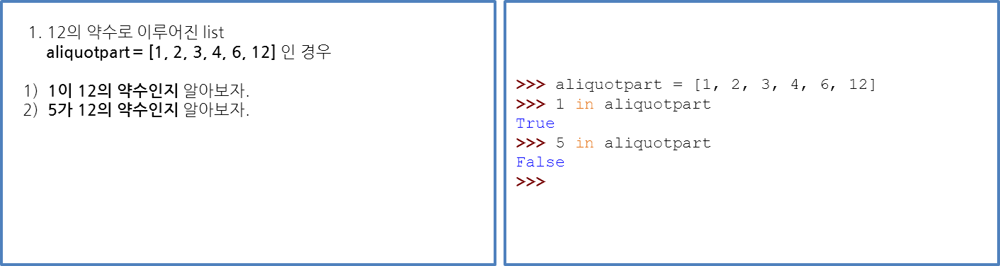 1. 12의 약수로 이루어진 list
aliquotpart = [1, 2, 3, 4, 6, 12] 인 경우
1) 1이 12의 약수인지 알아보자.
2) 5가 12의 약수인지 알아보자.
>>> aliquotpart = [1, 2, 3, 4, 6, 12]
>>> 1 in aliquotpart
True
>>> 5 in aliquotpart
False
>>>